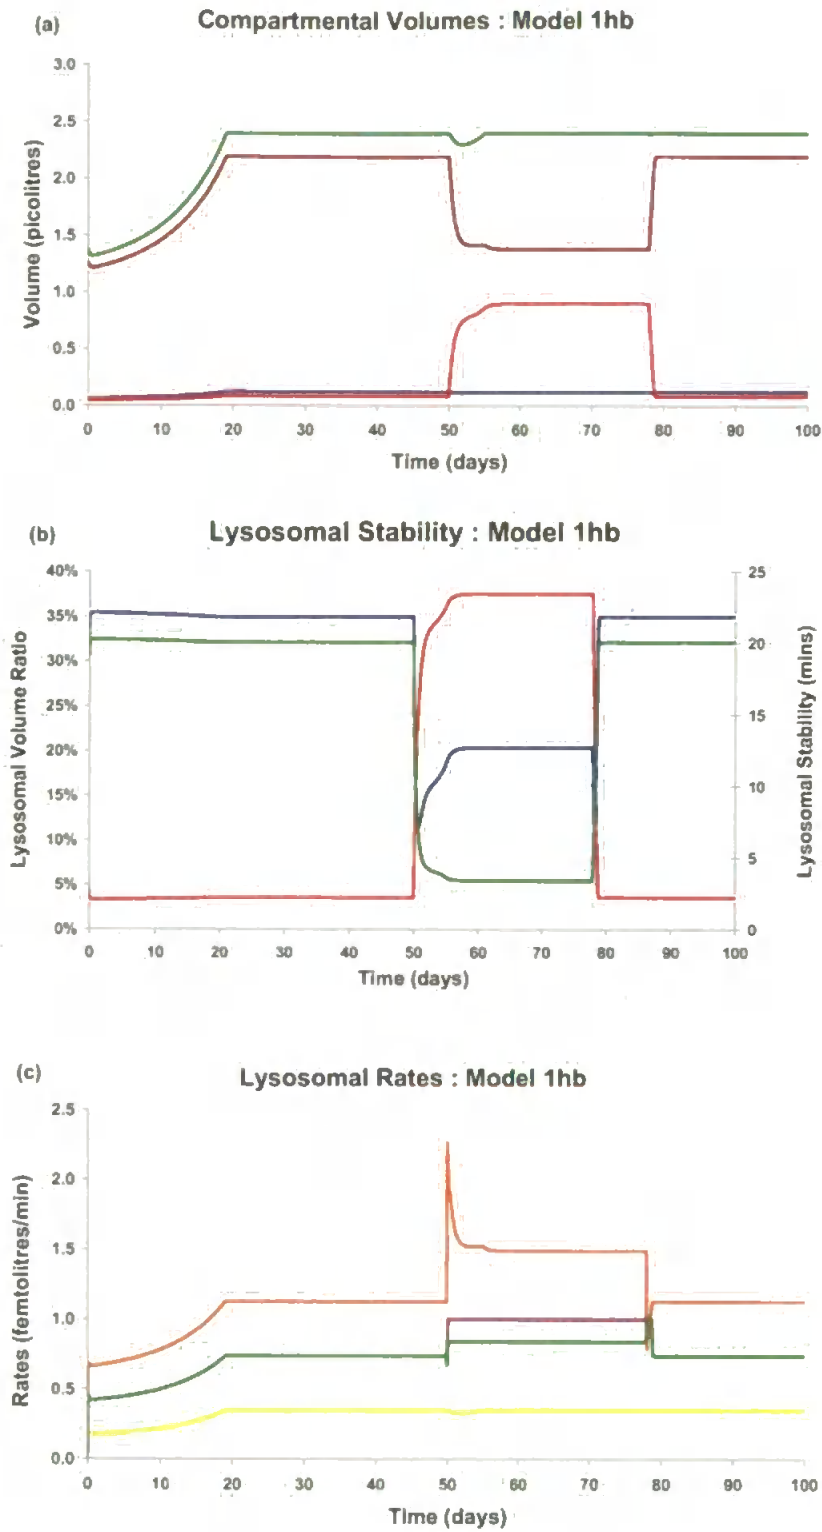 (a) Compartmental Volumes : Model 1hb
3.0
2.5
2.0
1.5
1.0
0.5
0.0
Volume (picolitres)
0 10 20 30 40 50 60 70 80 90 100
Time (days)
(b) Lysosomal Stability : Model 1hb
40%
35%
30%
25%
20%
15%
10%
5%
0%
Lysosomal Volume Ratio
25
20
15
10
5
0
Lysosomal Stability (mins)
0 10 20 30 40 50 60 70 80 90 100
Time (days)
(c) Lysosomal Rates : Model 1hb
2.5
2.0
1.5
1.0
0.5
0.0
Rates (femtolitres/min)
0 10 20 30 40 50 60 70 80 90 100
Time (days)